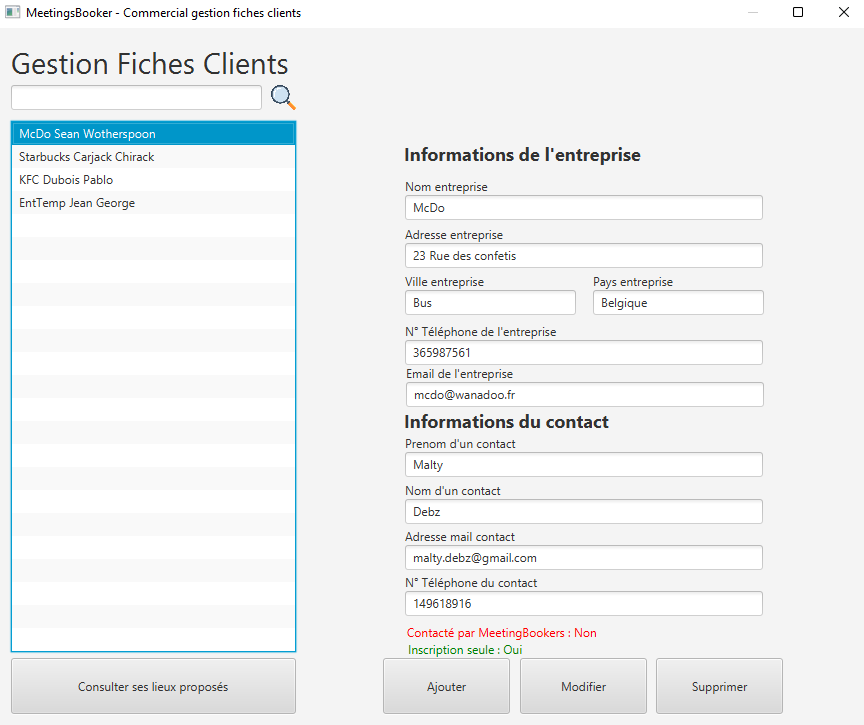 MeetingsBooker - Commercial gestion fiches clients
Gestion Fiches Clients
McDo Sean Wotherspoon
Starbucks Carjack Chirack
KFC Dubois Pablo
EntTemp Jean George
Consulter ses lieux proposés
Informations de l'entreprise
Nom entreprise
McDo
Adresse entreprise
23 Rue des confetis
Ville entreprise
Pays entreprise
Bus
Belgique
N° Téléphone de l'entreprise
365987561
Email de l'entreprise
mcdo@wanadoo.fr
Informations du contact
Prenom d'un contact
Malty
Nom d'un contact
Debz
Adresse mail contact
malty.debz@gmail.com
N° Téléphone du contact
149618916
Contacté par MeetingBookers : Non
Inscription seule : Oui
Ajouter
Modifier
Supprimer